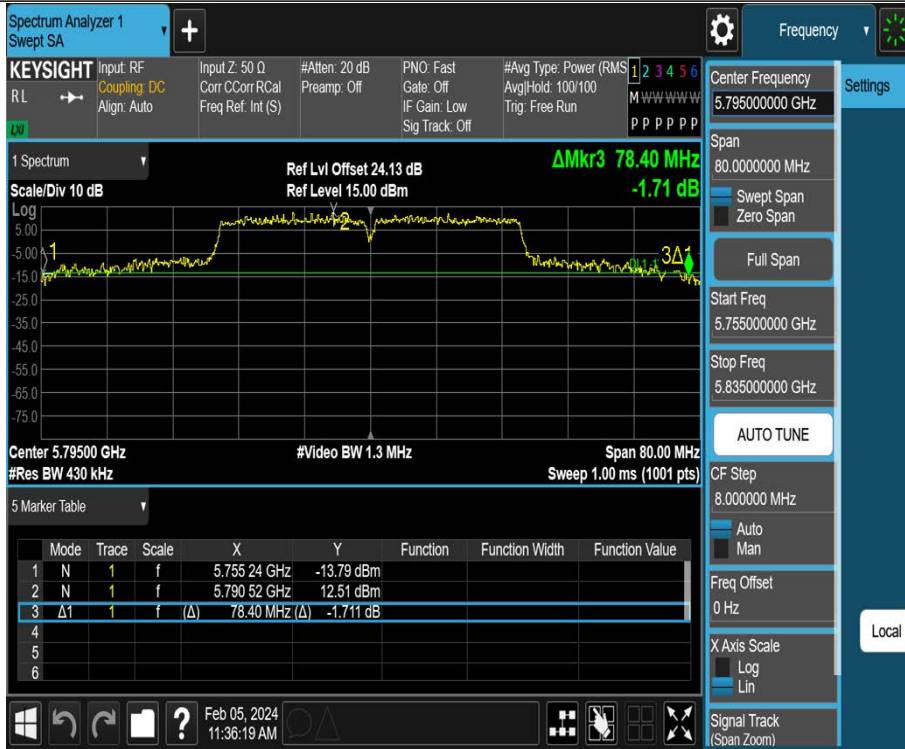 Spectrum Analyzer 1
Swept SA
+
Frequency
KEYSIGHT
RL
LXI
Input: RF
Coupling: DC
Align: Auto
Input Z: 50 Ω
Corr CCorr RCal
Freq Ref: Int (S)
#Atten: 20 dB
Preamp: Off
PNO: Fast
Gate: Off
IF Gain: Low
Sig Track: Off
#Avg Type: Power (RMS
Avg|Hold: 100/100
Trig: Free Run
1 2 3 4 5 6
M W W W W W
P P P P P P
1 Spectrum
Scale/Div 10 dB
Ref Lvl Offset 24.13 dB
Ref Level 15.00 dBm
ΔMkr3 78.40 MHz
-1.71 dB
Log
5.00
-5.00
-15.0
-25.0
-35.0
-45.0
-55.0
-65.0
-75.0
1
2
3Δ1
Center 5.79500 GHz
#Res BW 430 kHz
#Video BW 1.3 MHz
Span 80.00 MHz
Sweep 1.00 ms (1001 pts)
5 Marker Table
Mode Trace Scale X Y Function Function Width Function Value
1 N 1 f 5.755 24 GHz -13.79 dBm
2 N 1 f 5.790 52 GHz 12.51 dBm
3 Δ1 1 f (Δ) 78.40 MHz (Δ) -1.711 dB
4
5
6
?
Feb 05, 2024
11:36:19 AM
Center Frequency
5.795000000 GHz
Span
80.0000000 MHz
Swept Span
Zero Span
Full Span
Start Freq
5.755000000 GHz
Stop Freq
5.835000000 GHz
AUTO TUNE
CF Step
8.000000 MHz
Auto
Man
Freq Offset
0 Hz
X Axis Scale
Log
Lin
Signal Track
(Span Zoom)
Settings
Local